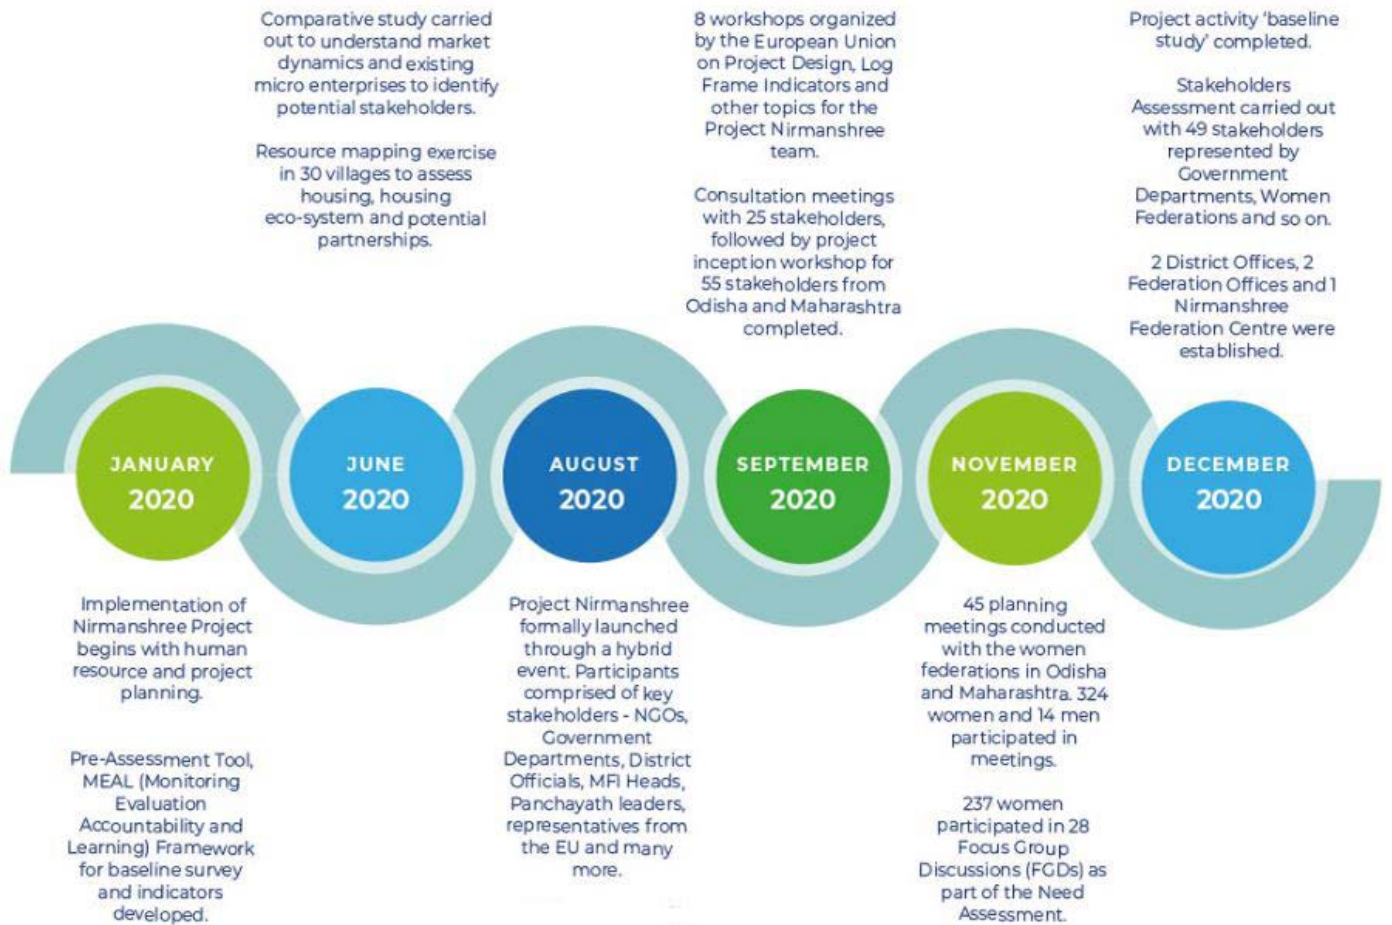 Comparative study carried
out to understand market
dynamics and existing
micro enterprises to identify
potential stakeholders.
Resource mapping exercise
in 30 villages to assess
housing, housing
eco-system and potential
partnerships.
8 workshops organized
by the European Union
on Project Design, Log
Frame Indicators and
other topics for the
Project Nirmanshree
team.
Consultation meetings
with 25 stakeholders,
followed by project
inception workshop for
55 stakeholders from
Odisha and Maharashtra
completed.
Project activity ‘baseline
study’ completed.
Stakeholders
Assessment carried out
with 49 stakeholders
represented by
Government
Departments, Women
Federations and so on.
2 District Offices, 2
Federation Offices and 1
Nirmanshree
Federation Centre were
established.
JANUARY
2020
JUNE
2020
AUGUST
2020
SEPTEMBER
2020
NOVEMBER
2020
DECEMBER
2020
Implementation of
Nirmanshree Project
begins with human
resource and project
planning.
Pre-Assessment Tool,
MEAL (Monitoring
Evaluation
Accountability and
Learning) Framework
for baseline survey
and indicators
developed.
Project Nirmanshree
formally launched
through a hybrid
event. Participants
comprised of key
stakeholders - NGOs,
Government
Departments, District
Officials, MFI Heads,
Panchayath leaders,
representatives from
the EU and many
more.
45 planning
meetings conducted
with the women
federations in Odisha
and Maharashtra. 324
women and 14 men
participated in
meetings.
237 women
participated in 28
Focus Group
Discussions (FGDs) as
part of the Need
Assessment.